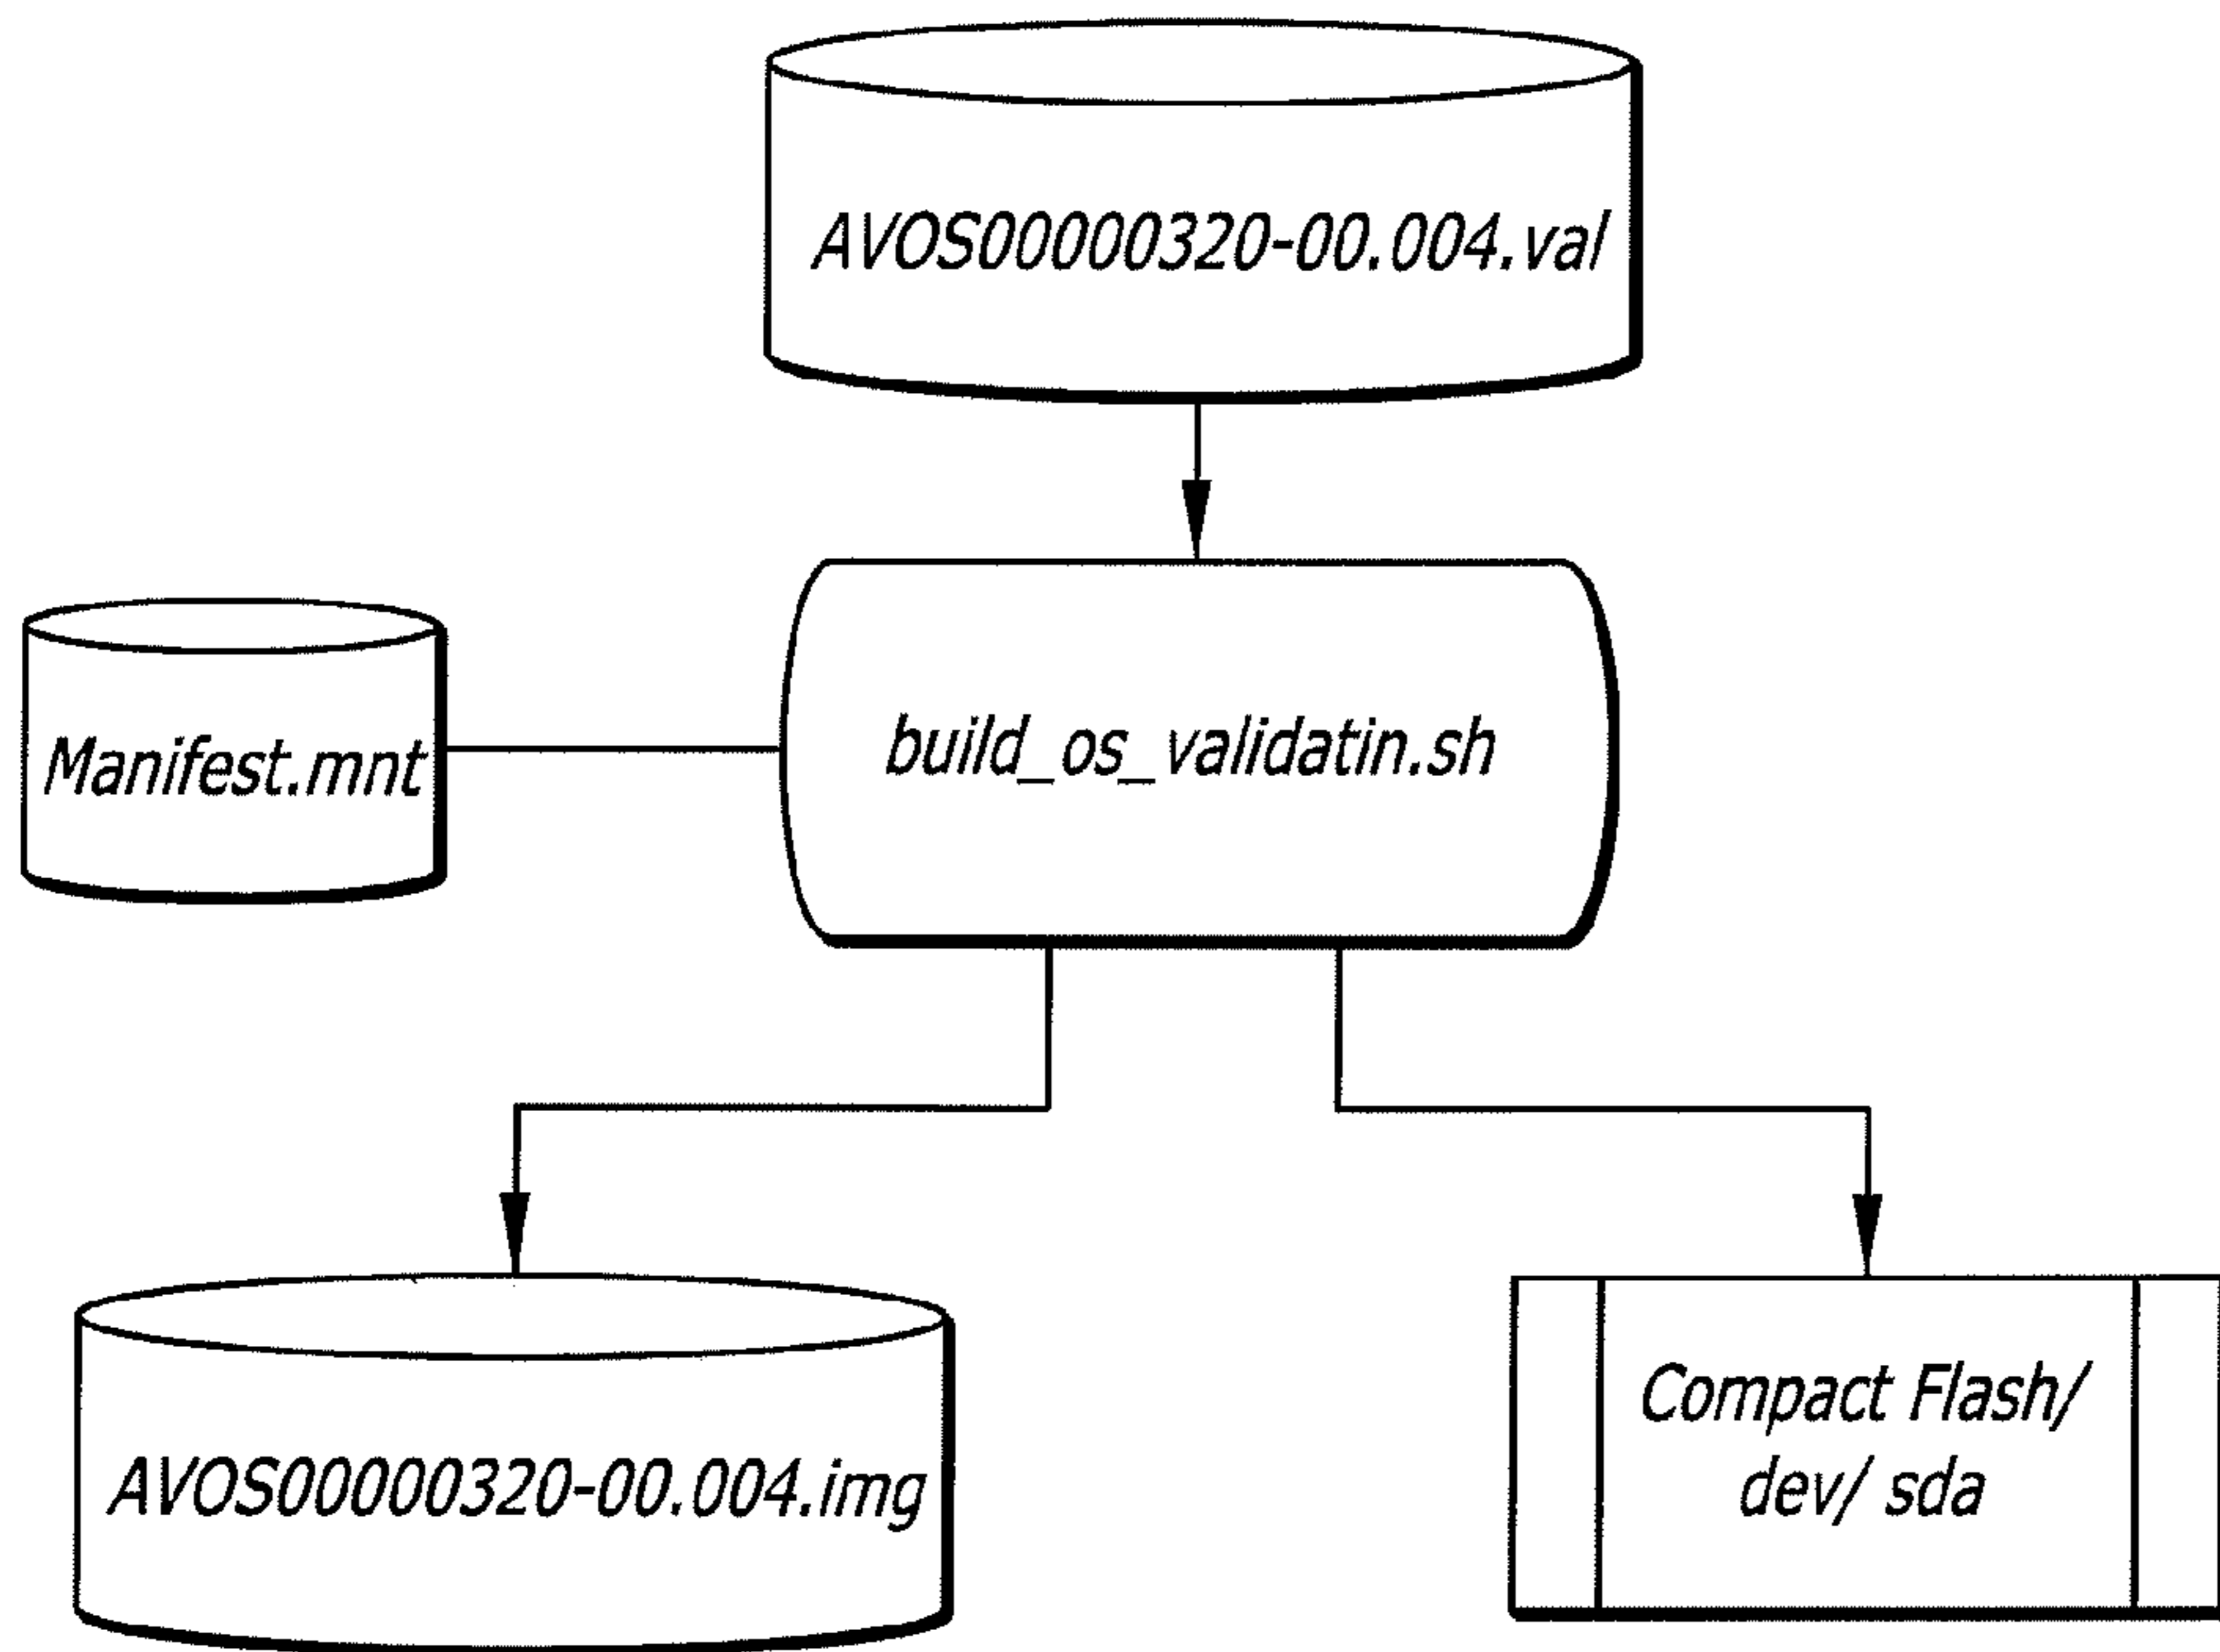 AVOS00000320-00.004.val
Manifest.mnt
build_os_validatin.sh
AVOS00000320-00.004.img
Compact Flash/
dev/ sda